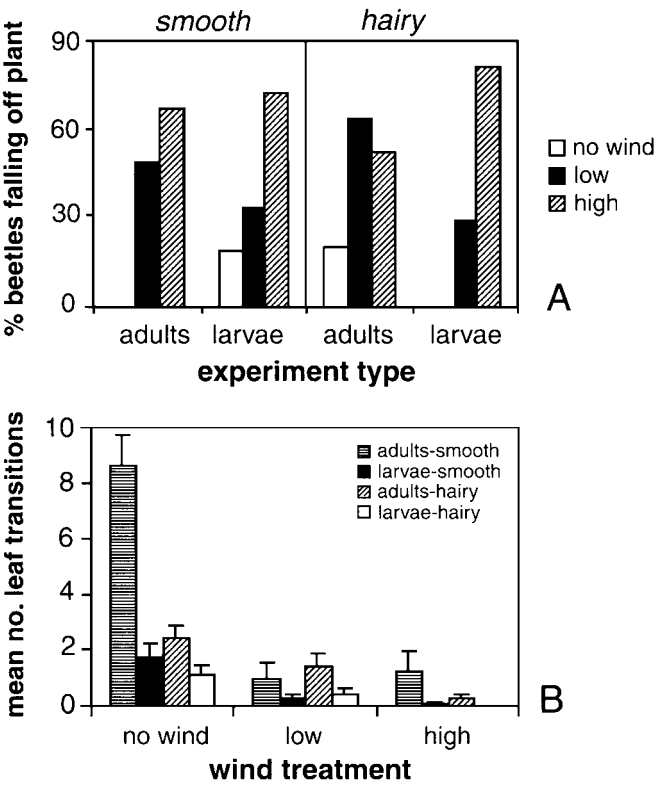 smooth hairy
% beetles falling off plant
90
60
30
0
no wind
low
high
adults larvae adults larvae
experiment type
A
mean no. leaf transitions
10
8
6
4
2
0
adults-smooth
larvae-smooth
adults-hairy
larvae-hairy
no wind low high
wind treatment
B